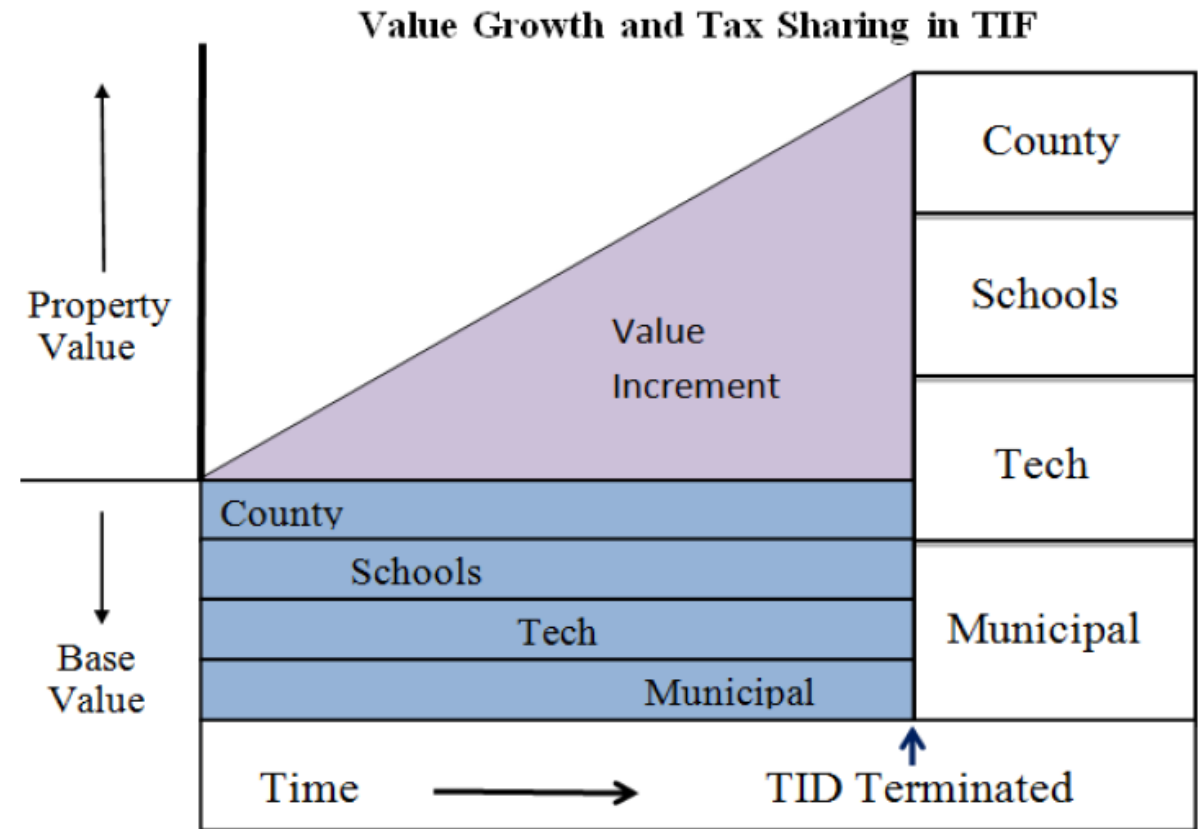 Value Growth and Tax Sharing in TIF
Property
Value
Base
Value
Value
Increment
County
Schools
Tech
Municipal
County
Schools
Tech
Municipal
Time
TID Terminated